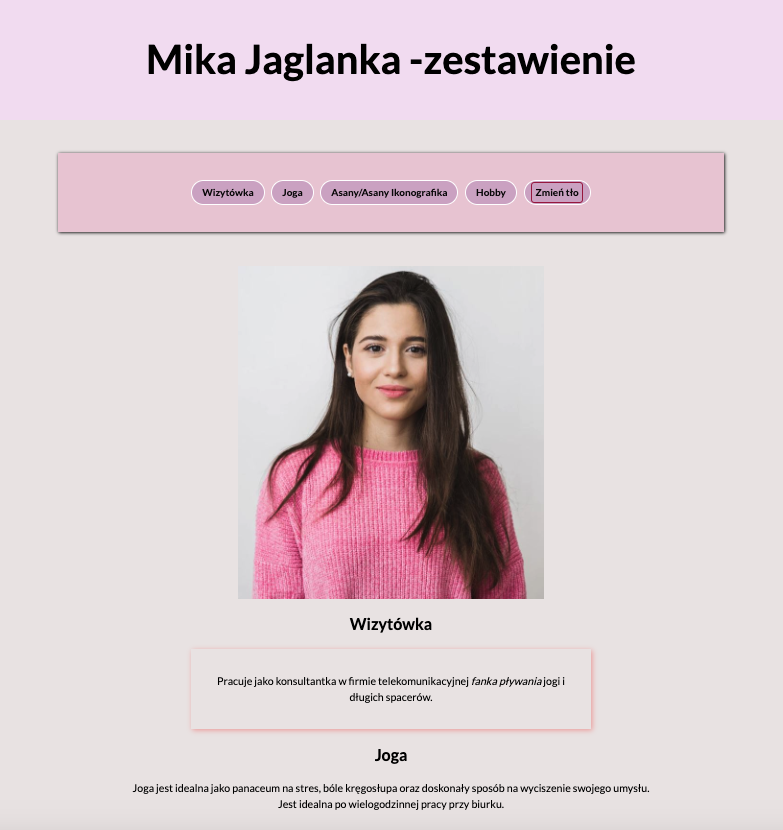 Mika Jaglanka -zestawienie
Wizytówka Joga Asany/Asany Ikonografika Hobby Zmień tło
Wizytówka
Pracuje jako konsultantka w firmie telekomunikacyjnej fanka pływania jogi i
długich spacerów.
Joga
Joga jest idealna jako panaceum na stres, bóle kręgosłupa oraz doskonały sposób na wyciszenie swojego umysłu.
Jest idealna po wielogodzinnej pracy przy biurku.